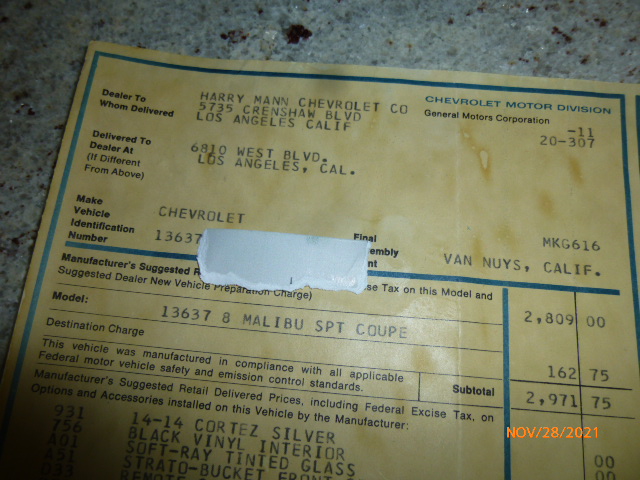 Dealer To
Whom Delivered
HARRY MANN CHEVROLET CO
5735 CRENSHAW BLVD
LOS ANGELES CALIF
CHEVROLET MOTOR DIVISION
General Motors Corporation
-11
20-307
Delivered To
Dealer At
(If Different
From Above)
6810 WEST BLVD.
LOS ANGELES, CAL.
Make
Vehicle
Identification
Number
CHEVROLET
13637
Final
MKG616
VAN NUYS, CALIF.
Manufacturer's Suggested Tax on this Model and
Suggested Dealer New Vehicle Preparation Charge)
Model: 13637 8 MALIBU SPT COUPE 2,809 00
Destination Charge 162 75
This vehicle was manufactured in compliance with all applicable
Federal motor vehicle safety and emission control standards.
Subtotal 2,971 75
Manufacturer's Suggested Retail Delivered Prices, including Federal Excise Tax, on
Options and Accessories installed on this Vehicle by the Manufacturer:
931 14-14 CORTEZ SILVER
756 BLACK VINYL INTERIOR
A01 SOFT-RAY TINTED GLASS 00
A51 STRATO-BUCKET FRONT 00
NOV/28/2021